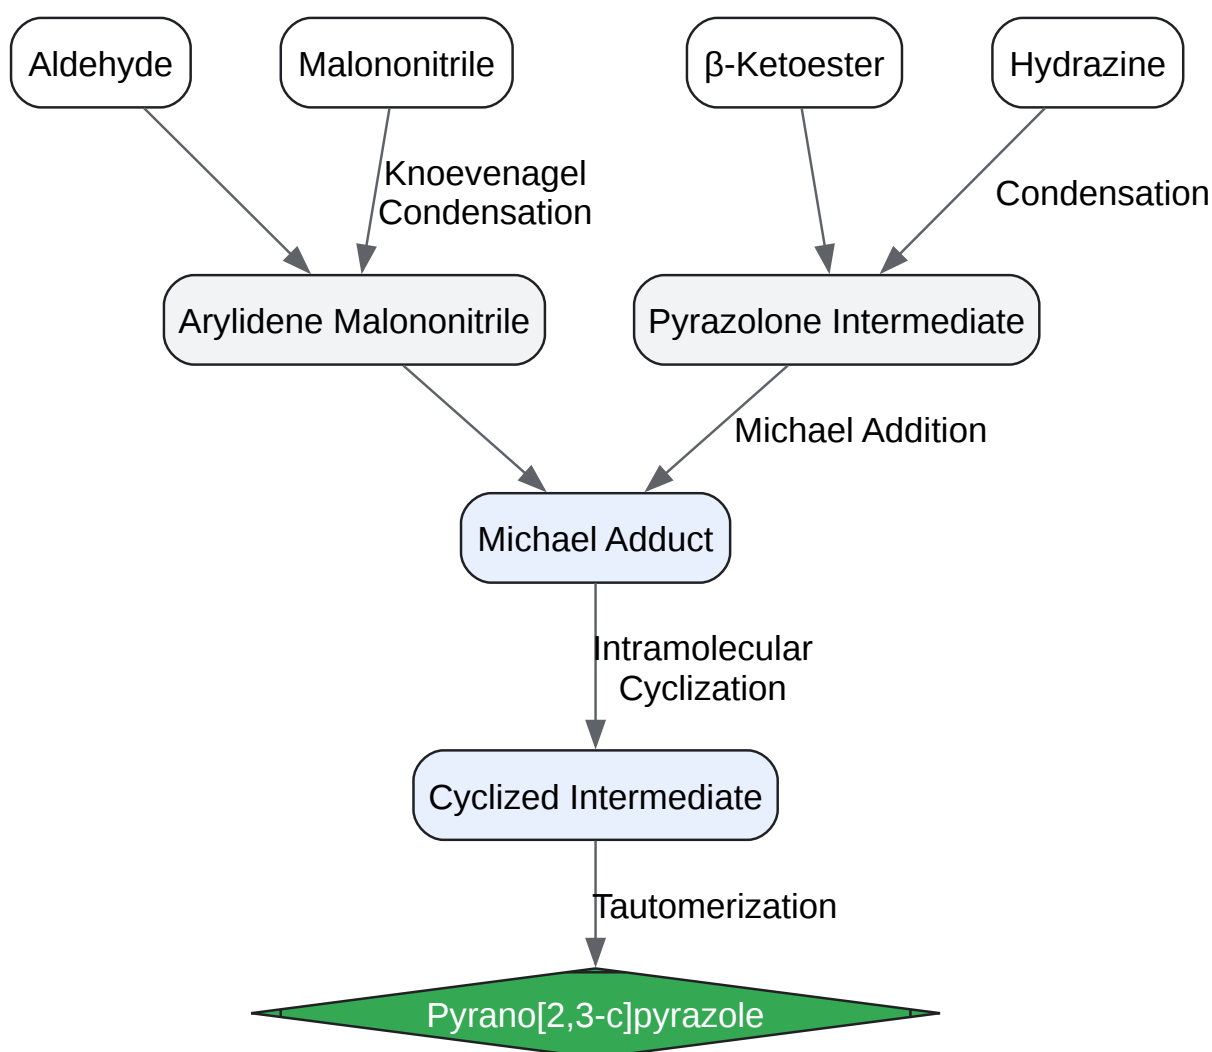 Aldehyde
Malononitrile
β-Ketoester
Hydrazine
Knoevenagel
Condensation
Condensation
Arylidene Malononitrile
Pyrazolone Intermediate
Michael Addition
Michael Adduct
Intramolecular
Cyclization
Cyclized Intermediate
Tautomerization
Pyrano[2,3-c]pyrazole